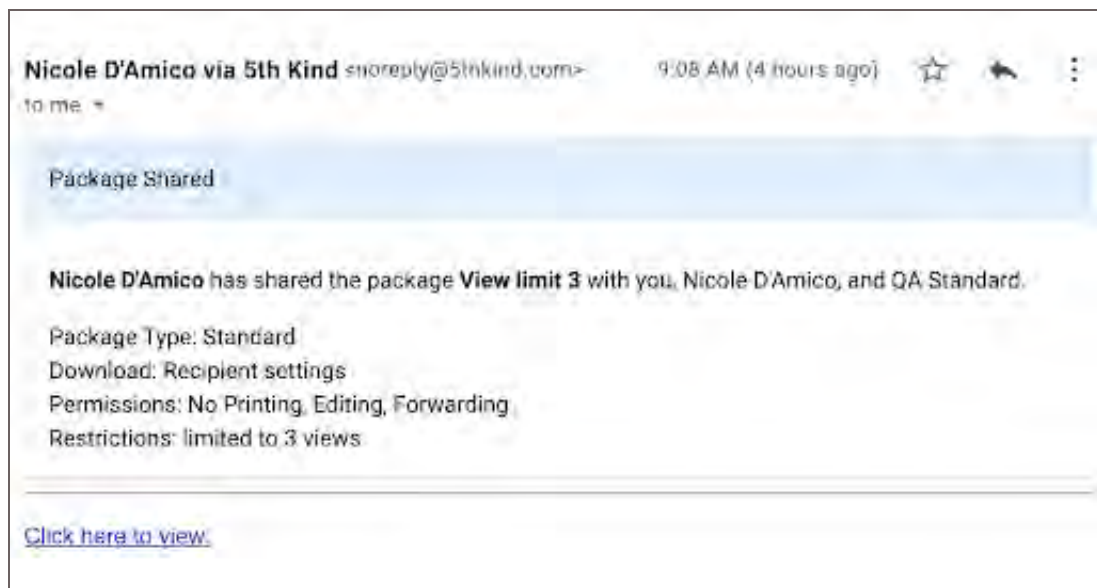 Nicole D'Amico via 5th Kind <noreply@5thkind.com> 9:08 AM (4 hours ago)
to me
Package Shared
Nicole D'Amico has shared the package View limit 3 with you, Nicole D'Amico, and QA Standard.
Package Type: Standard
Download: Recipient settings
Permissions: No Printing, Editing, Forwarding
Restrictions: limited to 3 views
Click here to view.